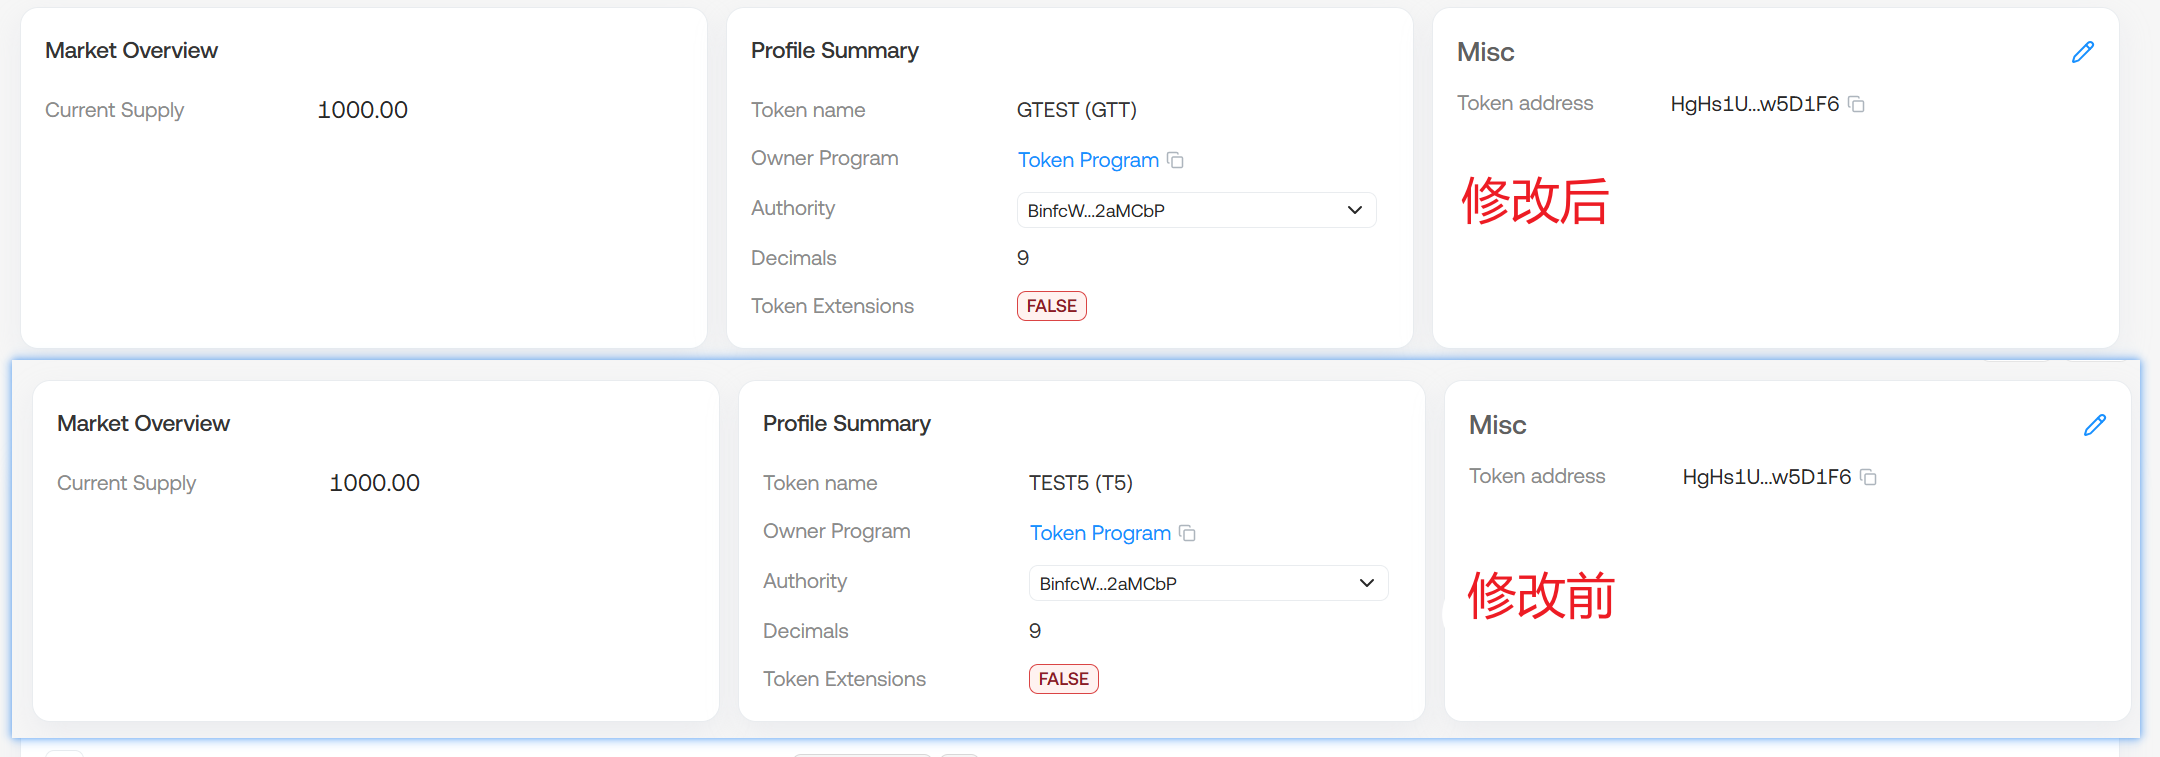 Market Overview
Current Supply 1000.00
Profile Summary
Token name GTEST (GTT)
Owner Program Token Program
Authority BinfcW...2aMCbP
Decimals 9
Token Extensions FALSE
Misc
Token address HgHs1U...w5D1F6
修改后
Market Overview
Current Supply 1000.00
Profile Summary
Token name TEST5 (T5)
Owner Program Token Program
Authority BinfcW...2aMCbP
Decimals 9
Token Extensions FALSE
Misc
Token address HgHs1U...w5D1F6
修改前